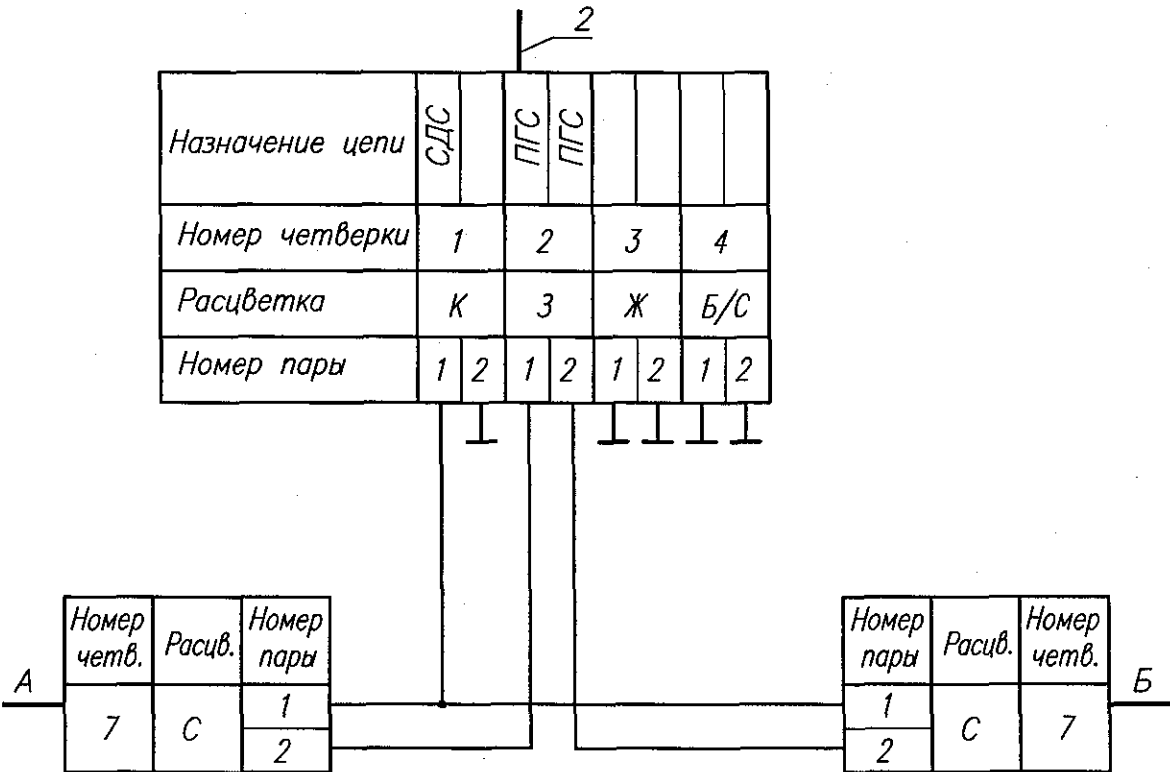 2
Назначение цепи СДС ПГС ПГС
Номер четверки 1 2 3 4
Расцветка К З Ж Б/С
Номер пары 1 2 1 2 1 2 1 2
А
Номер четв. Расцв. Номер пары
7 С 1
2
Номер пары Расцв. Номер четв.
1 С 7
2
Б